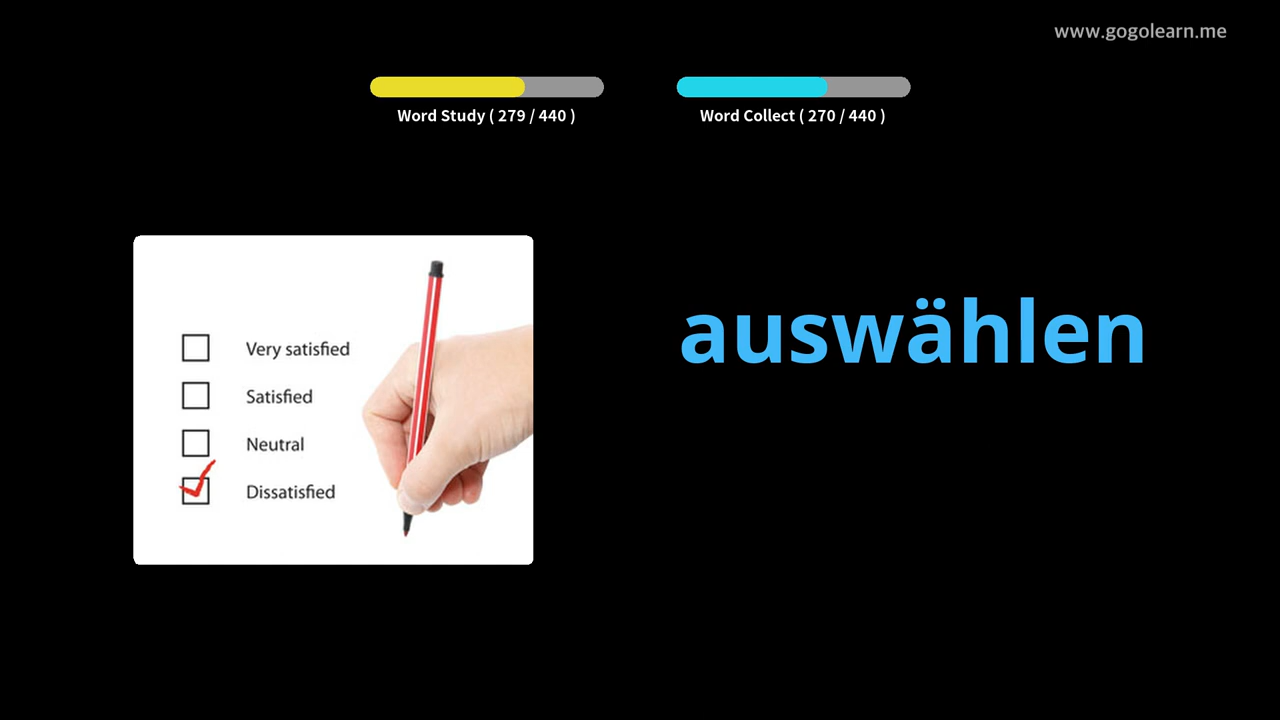 www.gogolearn.me
Word Study ( 279 / 440 )
Word Collect ( 270 / 440 )
Very satisfied
Satisfied
Neutral
Dissatisfied
auswählen